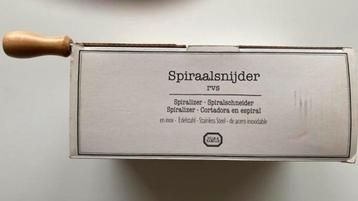 Spiraalsnijder
rvs
Spiralizer - Spiralschneider
Spiralizer - Cortadora en espiral
en inox - Edelstahl - Stainless Steel - de acero inoxidable